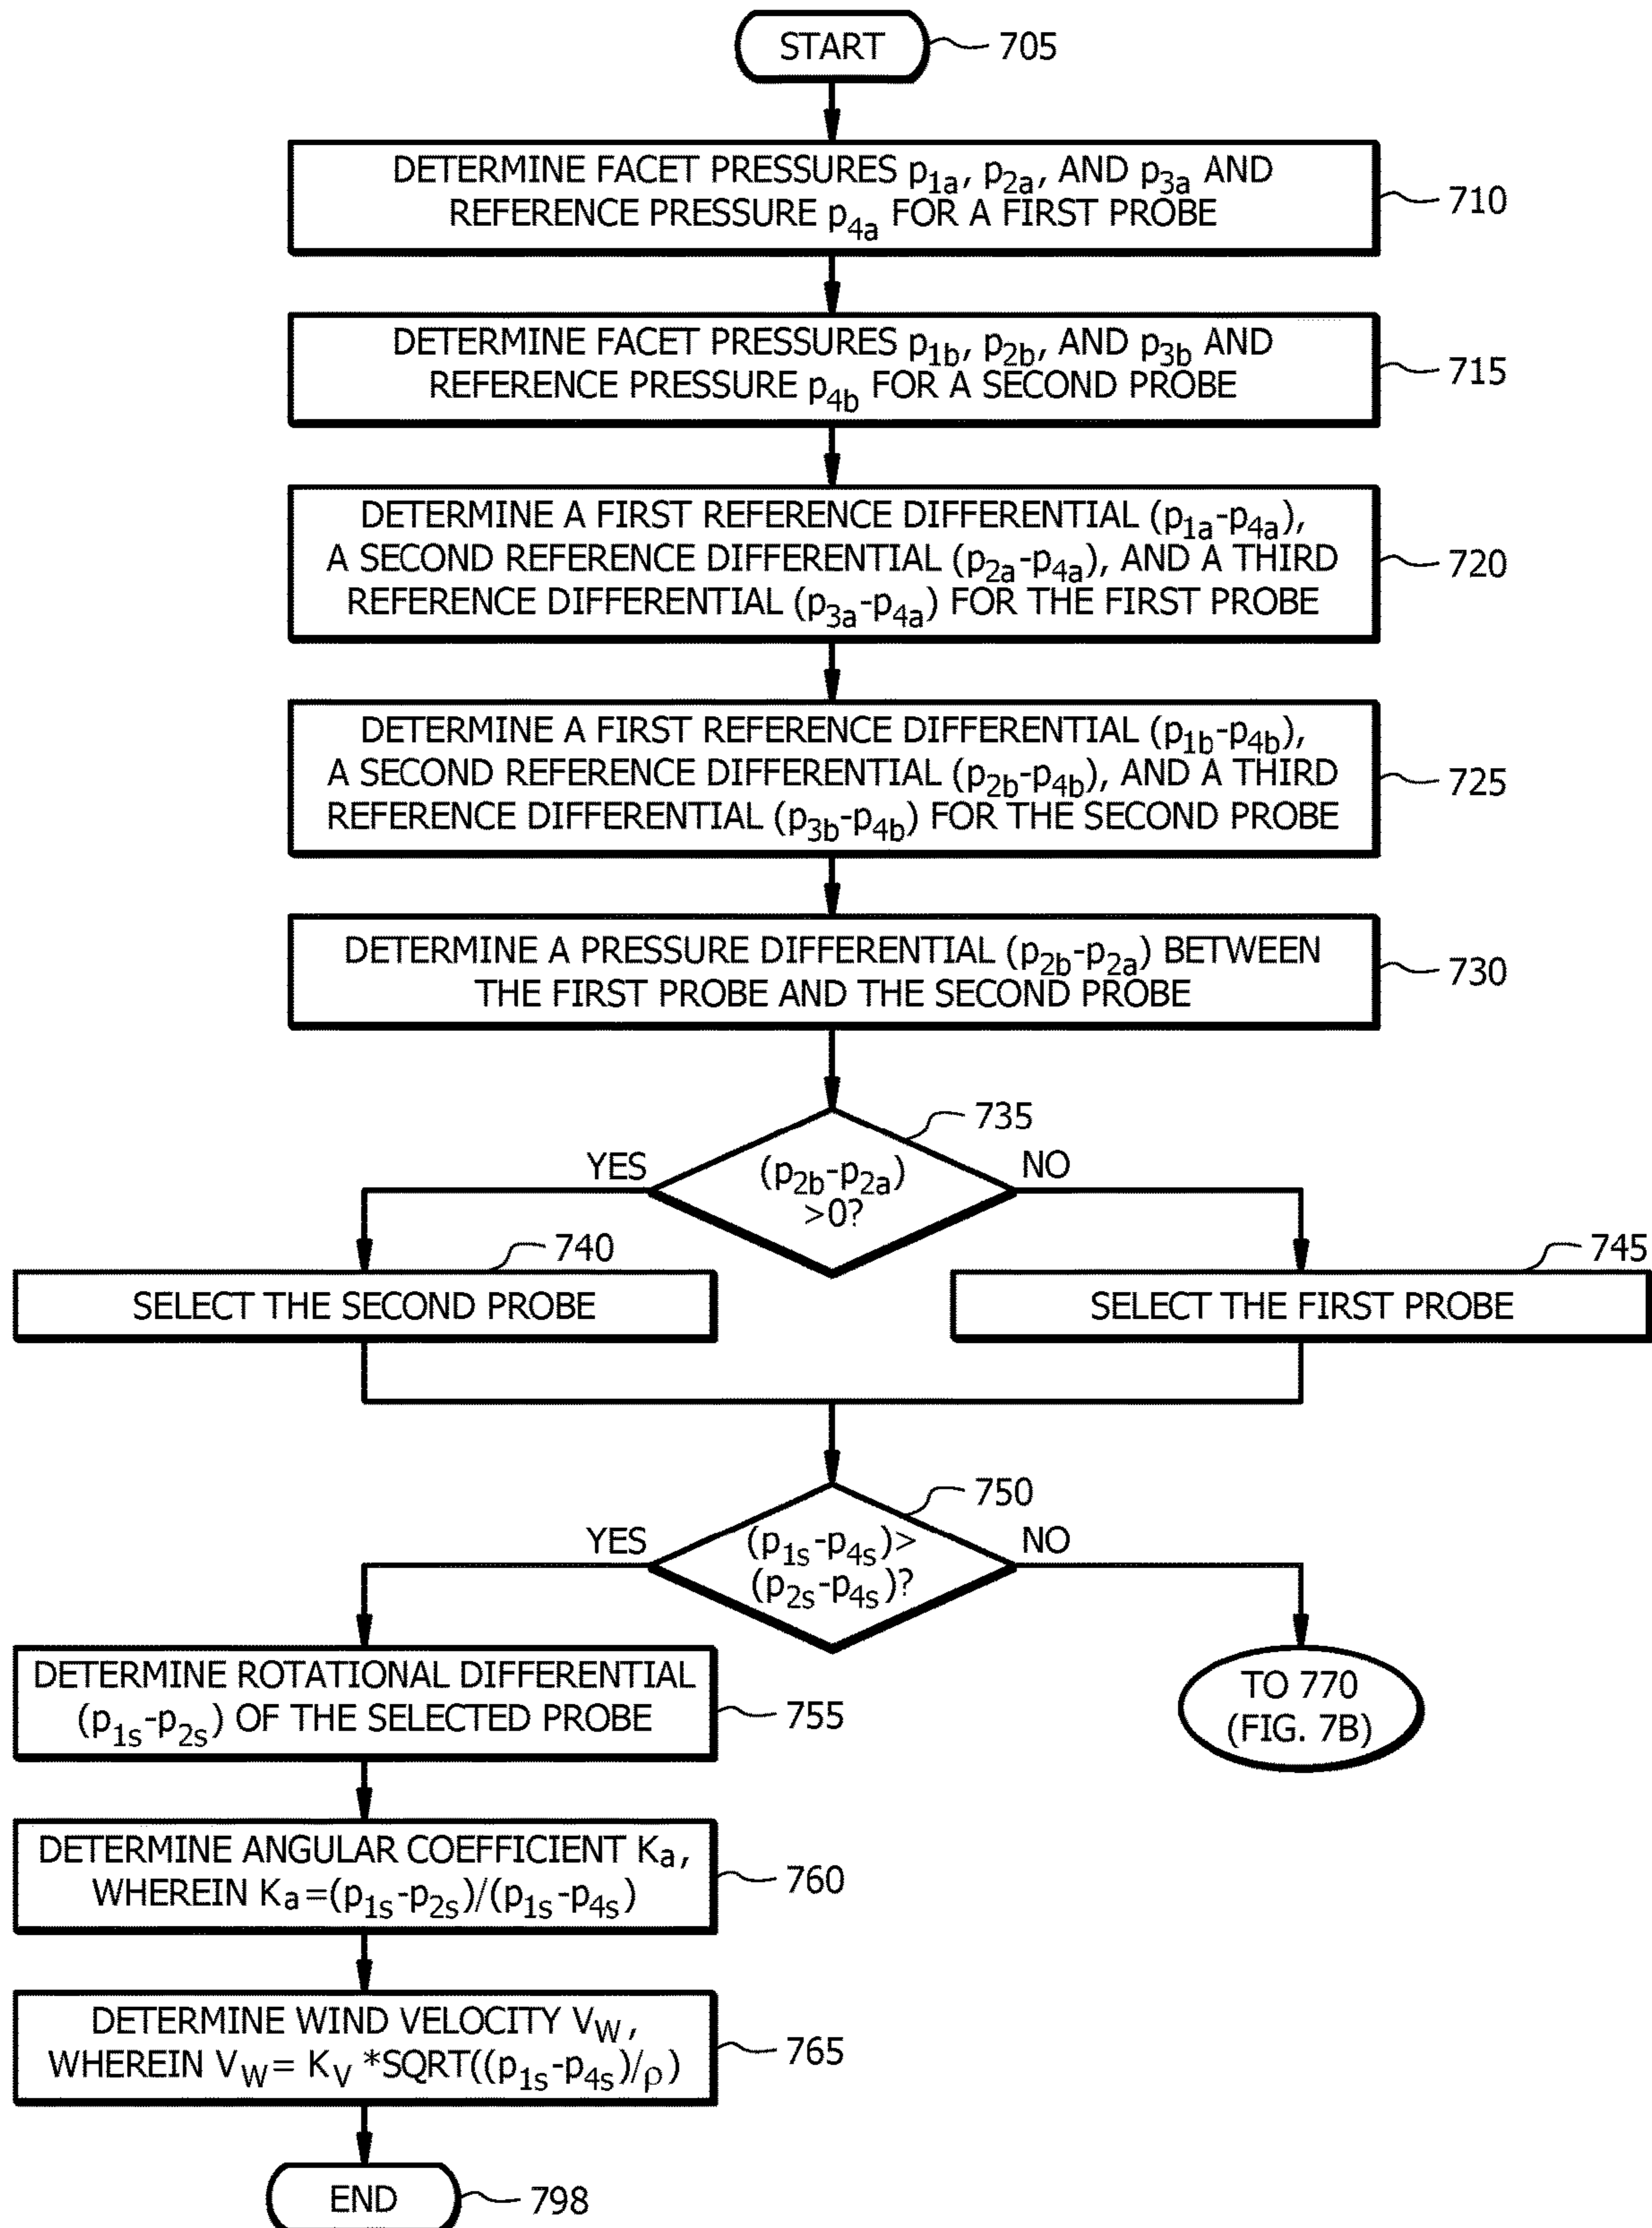 START
705
DETERMINE FACET PRESSURES p1a, p2a, AND p3a AND
REFERENCE PRESSURE p4a FOR A FIRST PROBE
710
DETERMINE FACET PRESSURES p1b, p2b, AND p3b AND
REFERENCE PRESSURE p4b FOR A SECOND PROBE
715
DETERMINE A FIRST REFERENCE DIFFERENTIAL (p1a-p4a),
A SECOND REFERENCE DIFFERENTIAL (p2a-p4a), AND A THIRD
REFERENCE DIFFERENTIAL (p3a-p4a) FOR THE FIRST PROBE
720
DETERMINE A FIRST REFERENCE DIFFERENTIAL (p1b-p4b),
A SECOND REFERENCE DIFFERENTIAL (p2b-p4b), AND A THIRD
REFERENCE DIFFERENTIAL (p3b-p4b) FOR THE SECOND PROBE
725
DETERMINE A PRESSURE DIFFERENTIAL (p2b-p2a) BETWEEN
THE FIRST PROBE AND THE SECOND PROBE
730
735
YES
(p2b-p2a)
>0?
NO
740
SELECT THE SECOND PROBE
745
SELECT THE FIRST PROBE
750
YES
(p1s-p4s)>
(p2s-p4s)?
NO
DETERMINE ROTATIONAL DIFFERENTIAL
(p1s-p2s) OF THE SELECTED PROBE
755
TO 770
(FIG. 7B)
DETERMINE ANGULAR COEFFICIENT Ka,
WHEREIN Ka=(p1s-p2s)/(p1s-p4s)
760
DETERMINE WIND VELOCITY VW,
WHEREIN VW= KV *SQRT((p1s-p4s)/ρ)
765
END
798